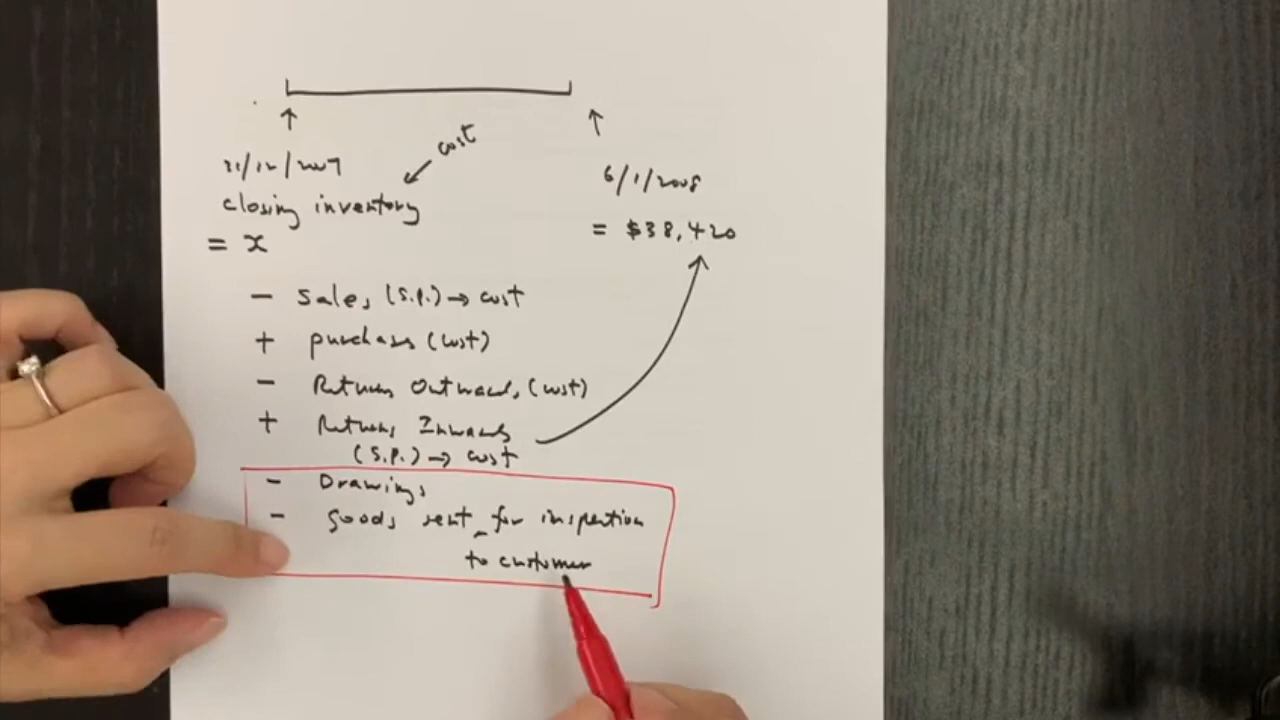 cost
31/12/2007
6/1/2008
closing inventory
= x
= $38,420
- Sales (S.P.) → cost
+ purchases (cost)
- Returns Outwards (cost)
+ Returns Inwards
(S.P.) → cost
- Drawings
- goods sent for inspection
to customer